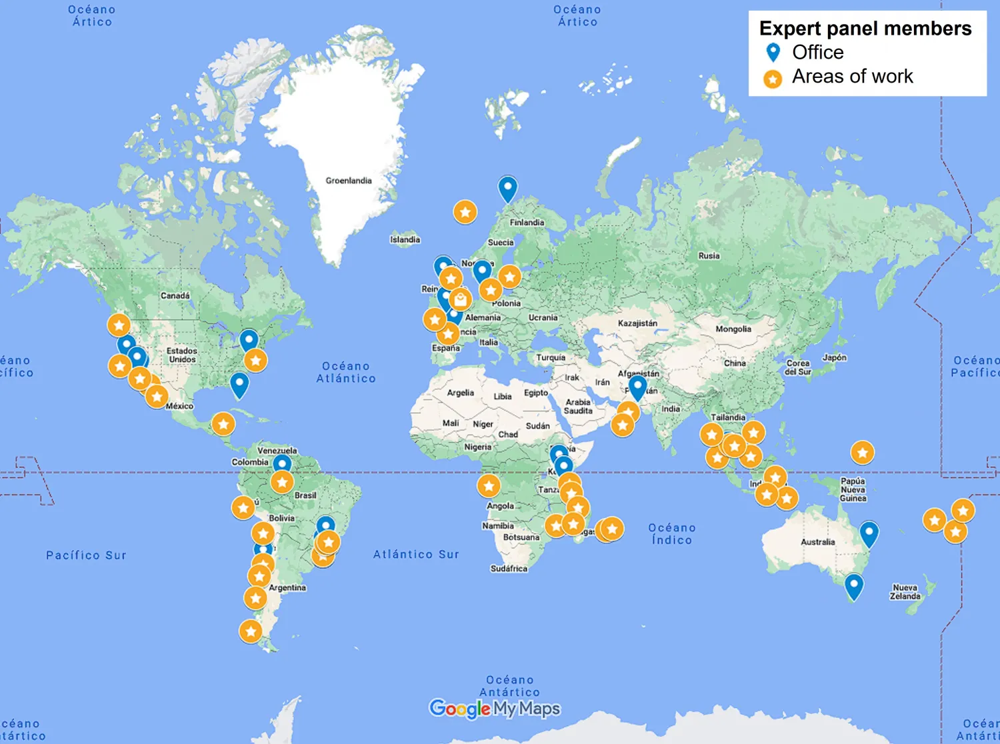 Océano
Ártico
Océano
Ártico
Expert panel members
Office
Areas of work
Groenlandia
Finlandia
Islandia
Suecia
Rusia
Canadá
Polonia
Alemania
Ucrania
Kazajistán
Mongolia
España
Italia
Estados
Unidos
Turquía
Japón
China
Corea
del Sur
Océano
Pacífico
Océano
Atlántico
Afganistán
Irak
Irán
Argelia
Libia
Egipto
Arabia
Saudita
India
México
Tailandia
Malí
Níger
Sudán
Chad
Nigeria
Venezuela
Colombia
Brasil
Papúa
Nueva
Guinea
Angola
Bolivia
Namibia
Botsuana
Océano
Índico
Australia
Pacífico Sur
Atlántico Sur
Sudáfrica
Argentina
Nueva
Zelanda
Océano
Antártico
Google My Maps